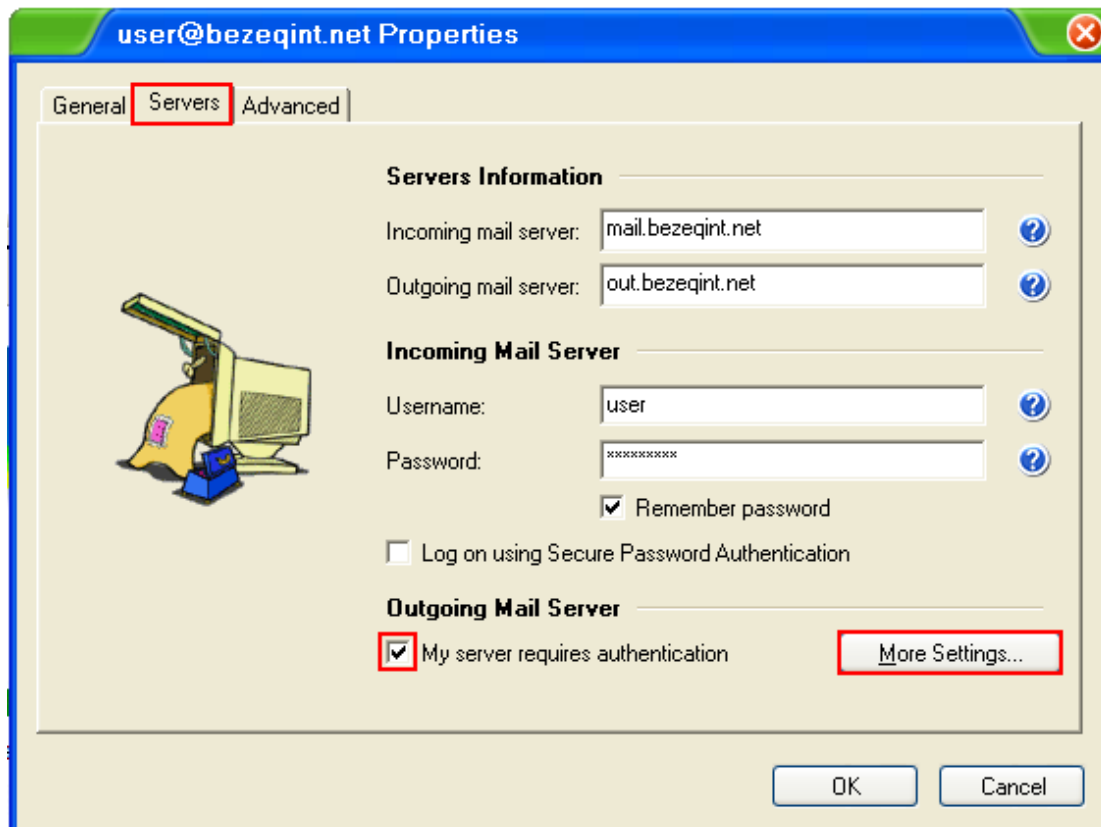 user@bezeqint.net Properties
General Servers Advanced
Servers Information
Incoming mail server: mail.bezeqint.net
Outgoing mail server: out.bezeqint.net
Incoming Mail Server
Username: user
Password: xxxxxxxxx
Remember password
Log on using Secure Password Authentication
Outgoing Mail Server
My server requires authentication More Settings...
OK Cancel